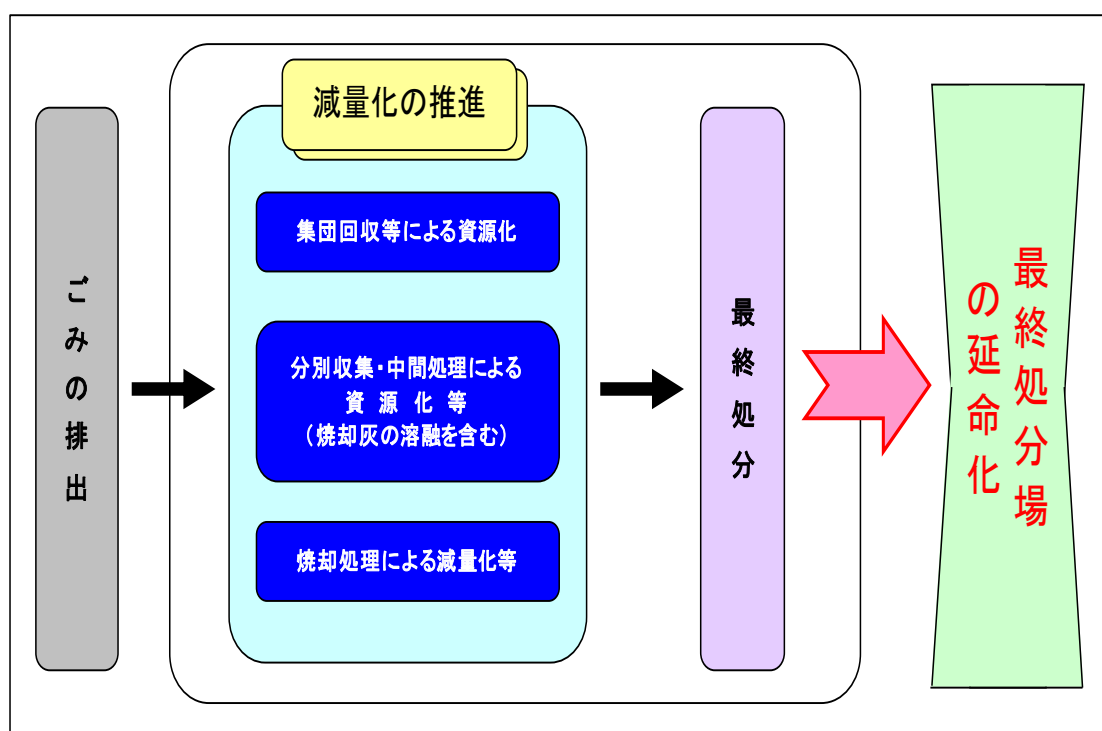 ごみの排出
減量化の推進
集団回収等による資源化
分別収集・中間処理による
資源化等
（焼却灰の溶融を含む）
焼却処理による減量化等
最終処分
最終処分場
の延命化